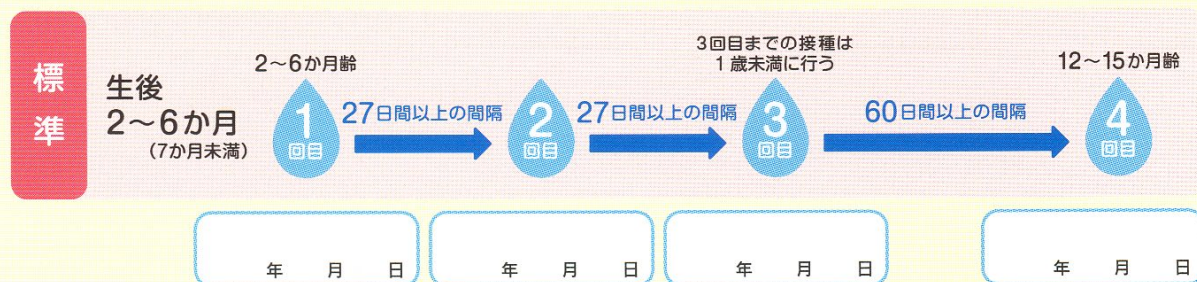 標準
生後
2〜6か月
(7か月未満)
2〜6か月齢
1
回目
27日間以上の間隔
2
回目
27日間以上の間隔
3回目までの接種は
1歳未満に行う
3
回目
60日間以上の間隔
12〜15か月齢
4
回目
年 月 日
年 月 日
年 月 日
年 月 日